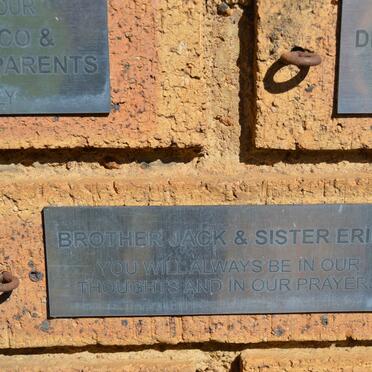 OUR
CO &
PARENTS
Y
D
BROTHER JACK & SISTER ERI
YOU WILL ALWAYS BE IN OUR
THOUGHTS AND IN OUR PRAYER